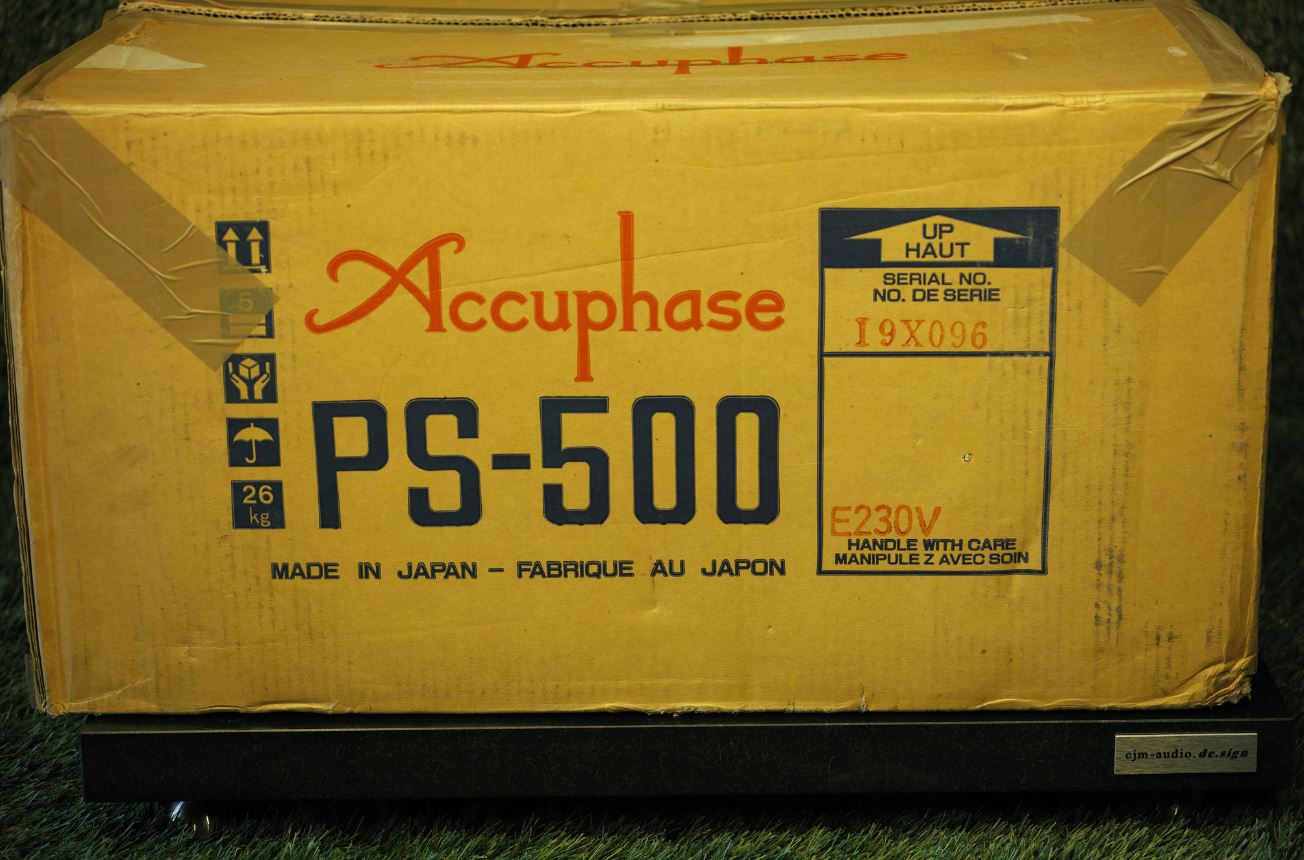 Accuphase
5
26
kg
Accuphase
PS-500
MADE IN JAPAN - FABRIQUE AU JAPON
UP
HAUT
SERIAL NO.
NO. DE SERIE
I9X096
E230V
HANDLE WITH CARE
MANIPULE Z AVEC SOIN
cjm-audio.de.sign